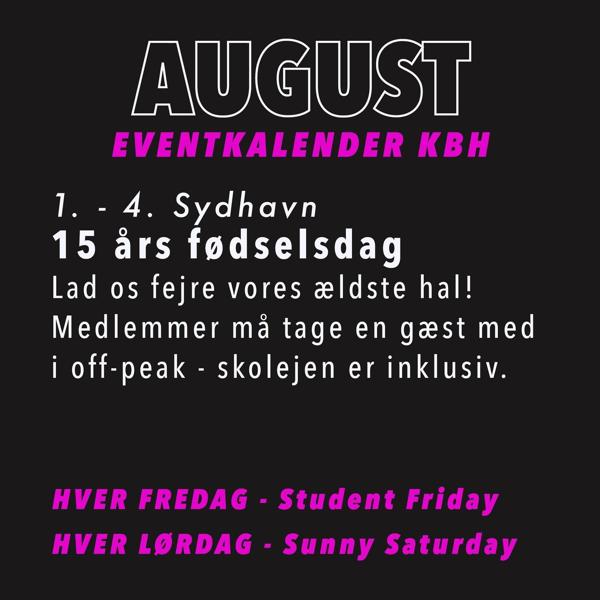 AUGUST
EVENTKALENDER KBH
1. - 4. Sydhavn
15 års fødselsdag
Lad os fejre vores ældste hal!
Medlemmer må tage en gæst med
i off-peak - skolejen er inklusiv.
HVER FREDAG - Student Friday
HVER LØRDAG - Sunny Saturday